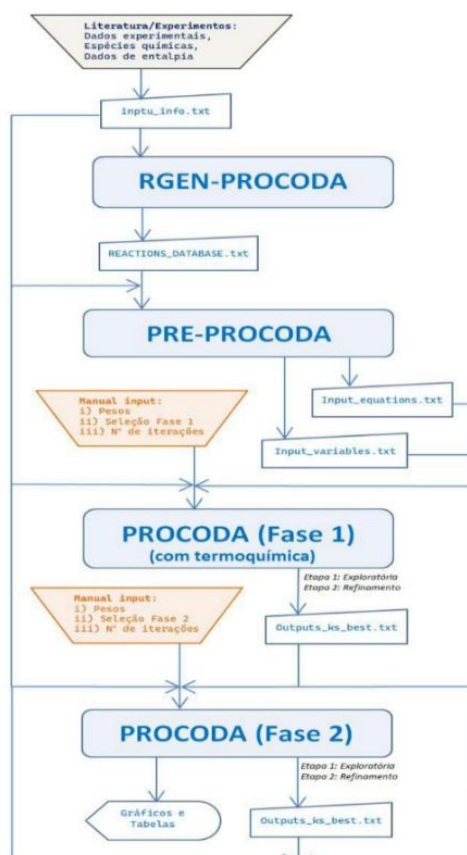 Literatura/Experimentos:
Dados experimentais,
Espécies químicas,
Dados de entalpia
inptu_info.txt
RGEN-PROCODA
REACTIONS_DATABASE.txt
PRE-PROCODA
Input_equations.txt
Input_variables.txt
Manual input:
i) Pesos
ii) Seleção Fase 1
iii) N° de iterações
PROCODA (Fase 1)
(com termoquímica)
Etapa 1: Exploratória
Etapa 2: Refinamento
Outputs_ks_best.txt
Manual input:
i) Pesos
ii) Seleção Fase 2
iii) N° de iterações
PROCODA (Fase 2)
Etapa 1: Exploratória
Etapa 2: Refinamento
Gráficos e
Tabelas
Outputs_ks_best.txt